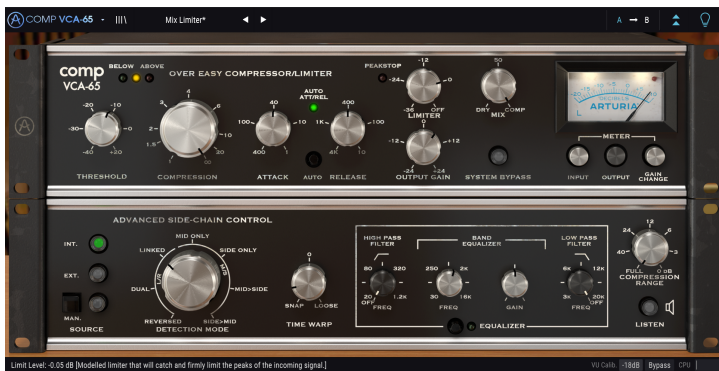 COMP VCA-65
Mix Limiter*
A → B
comp
VCA-65
BELOW ABOVE
OVER EASY COMPRESSOR/LIMITER
-20 -10
-30 0
-40 +20
THRESHOLD
4
3 6
2 10
1.5 20
∞
COMPRESSION
40
100 10
400 1
ATTACK
AUTO
ATT/REL
AUTO
400
1K 100
4K 10
RELEASE
PEAKSTOP
-12
-24 0
-36 OFF
LIMITER
0
-12 +12
-24 +24
OUTPUT GAIN
50
DRY COMP
MIX
SYSTEM BYPASS
DECIBELS
ARTURIA
L
METER
INPUT OUTPUT GAIN
CHANGE
ADVANCED SIDE-CHAIN CONTROL
INT.
EXT.
MAN.
SOURCE
MID ONLY
LINKED SIDE ONLY
L/R M/S
DUAL MID>SIDE
REVERSED SIDE>MID
DETECTION MODE
0
SNAP LOOSE
TIME WARP
HIGH PASS
FILTER
80 320
20 1.2K
OFF
FREQ
BAND
EQUALIZER
250 2K
30 16K
FREQ
GAIN
LOW PASS
FILTER
6K 12K
3K 20K
OFF
FREQ
EQUALIZER
12
24 6
40 3
FULL 0 dB
COMPRESSION
RANGE
LISTEN
Limit Level: -0.05 dB [Modelled limiter that will catch and firmly limit the peaks of the incoming signal.]
VU Calib. -18dB Bypass CPU